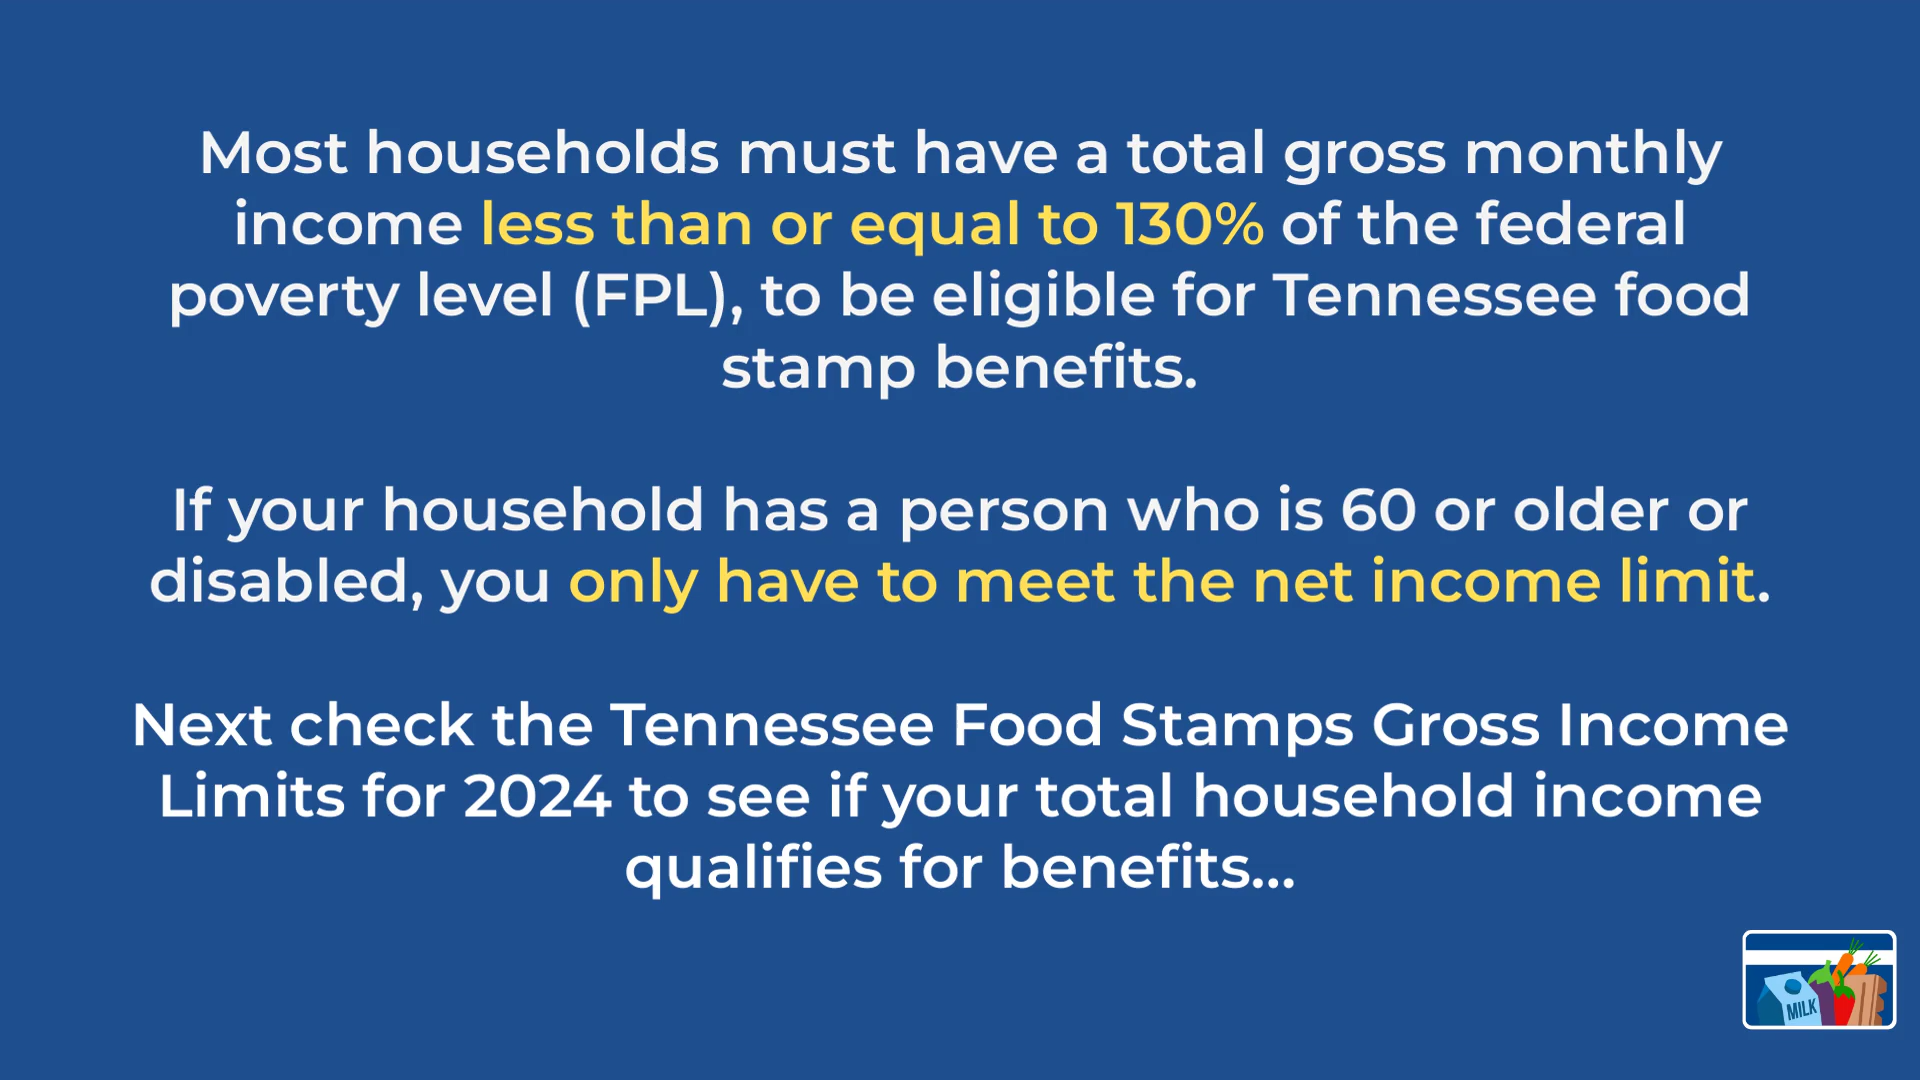 Most households must have a total gross monthly
income less than or equal to 130% of the federal
poverty level (FPL), to be eligible for Tennessee food
stamp benefits.
If your household has a person who is 60 or older or
disabled, you only have to meet the net income limit.
Next check the Tennessee Food Stamps Gross Income
Limits for 2024 to see if your total household income
qualifies for benefits...
MILK